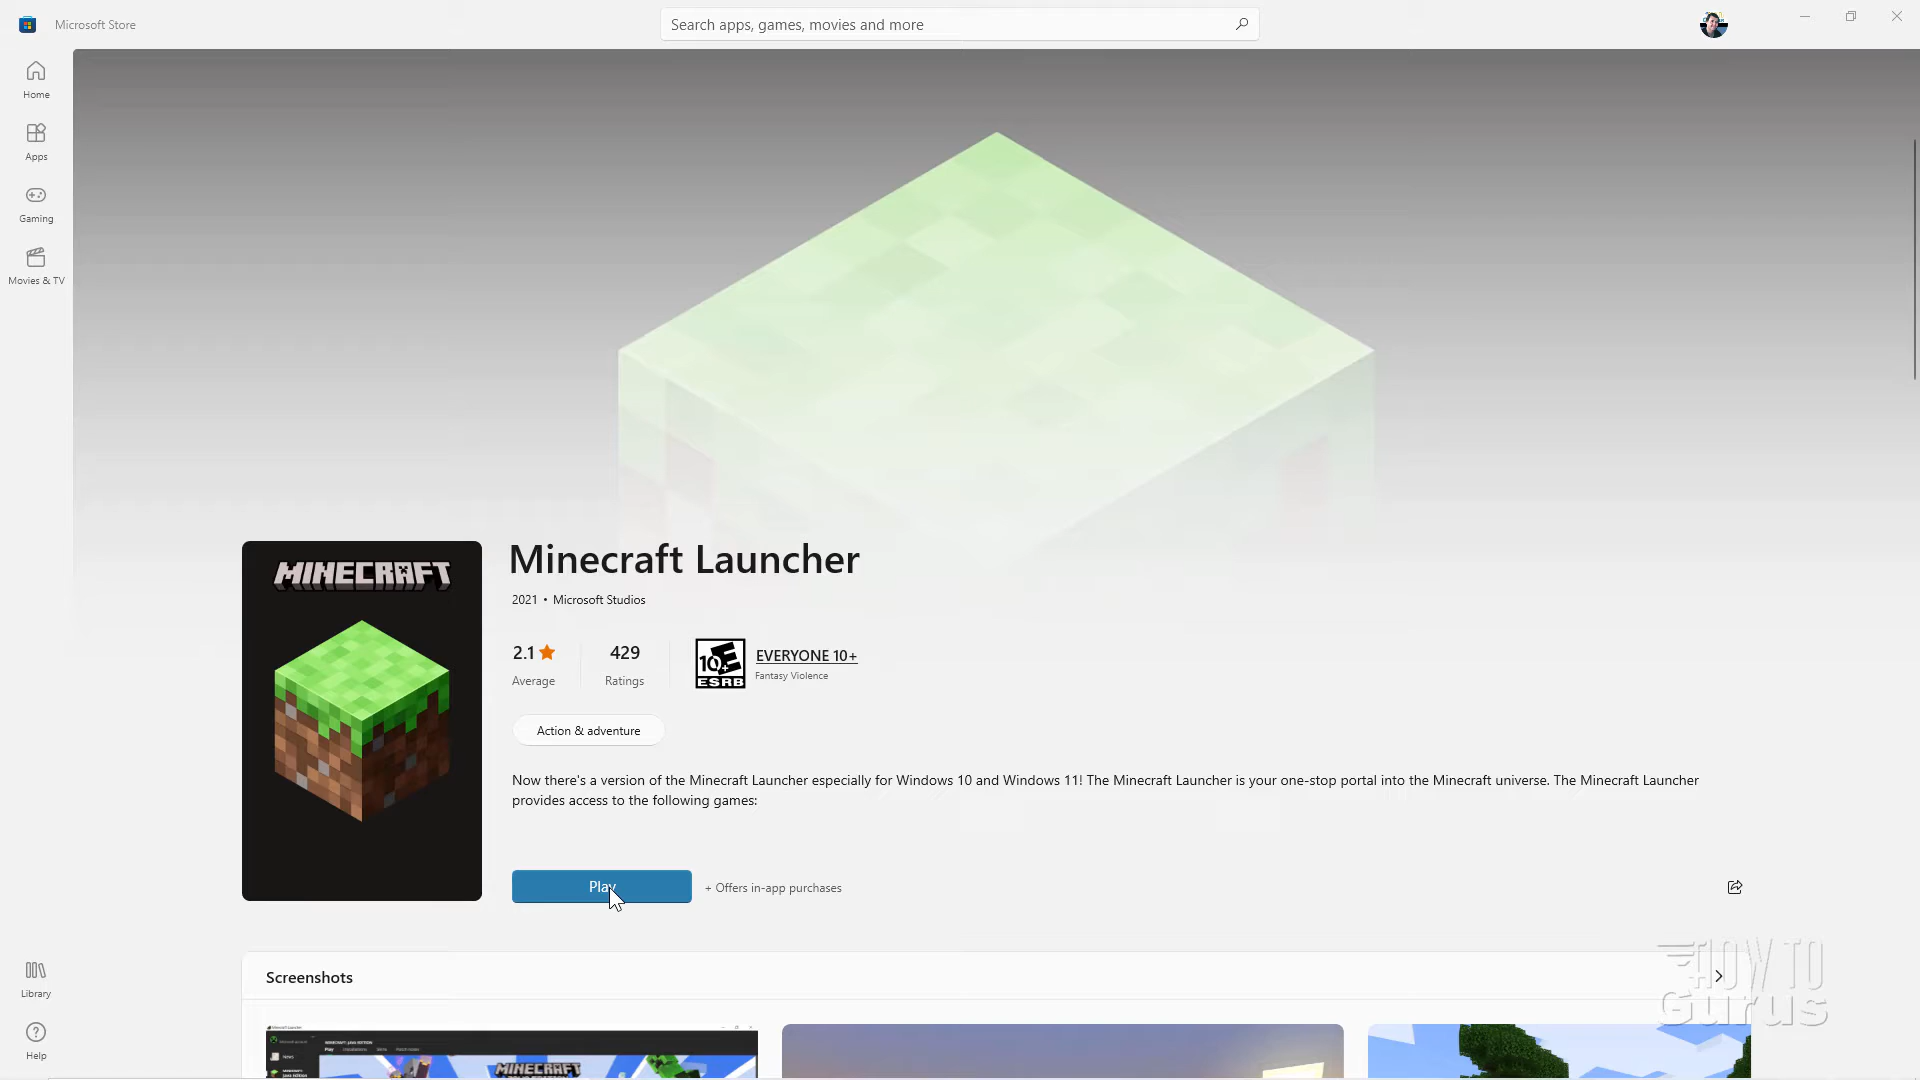 Microsoft Store
Search apps, games, movies and more
Home
Apps
Gaming
Movies & TV
MINECRAFT
Minecraft Launcher
2021 • Microsoft Studios
2.1
Average
429
Ratings
10+
ESRB
EVERYONE 10+
Fantasy Violence
Action & adventure
Now there's a version of the Minecraft Launcher especially for Windows 10 and Windows 11! The Minecraft Launcher is your one-stop portal into the Minecraft universe. The Minecraft Launcher
provides access to the following games:
Play
+ Offers in-app purchases
Screenshots
HOW TO
Gurus
Library
Help
MINECRAFT